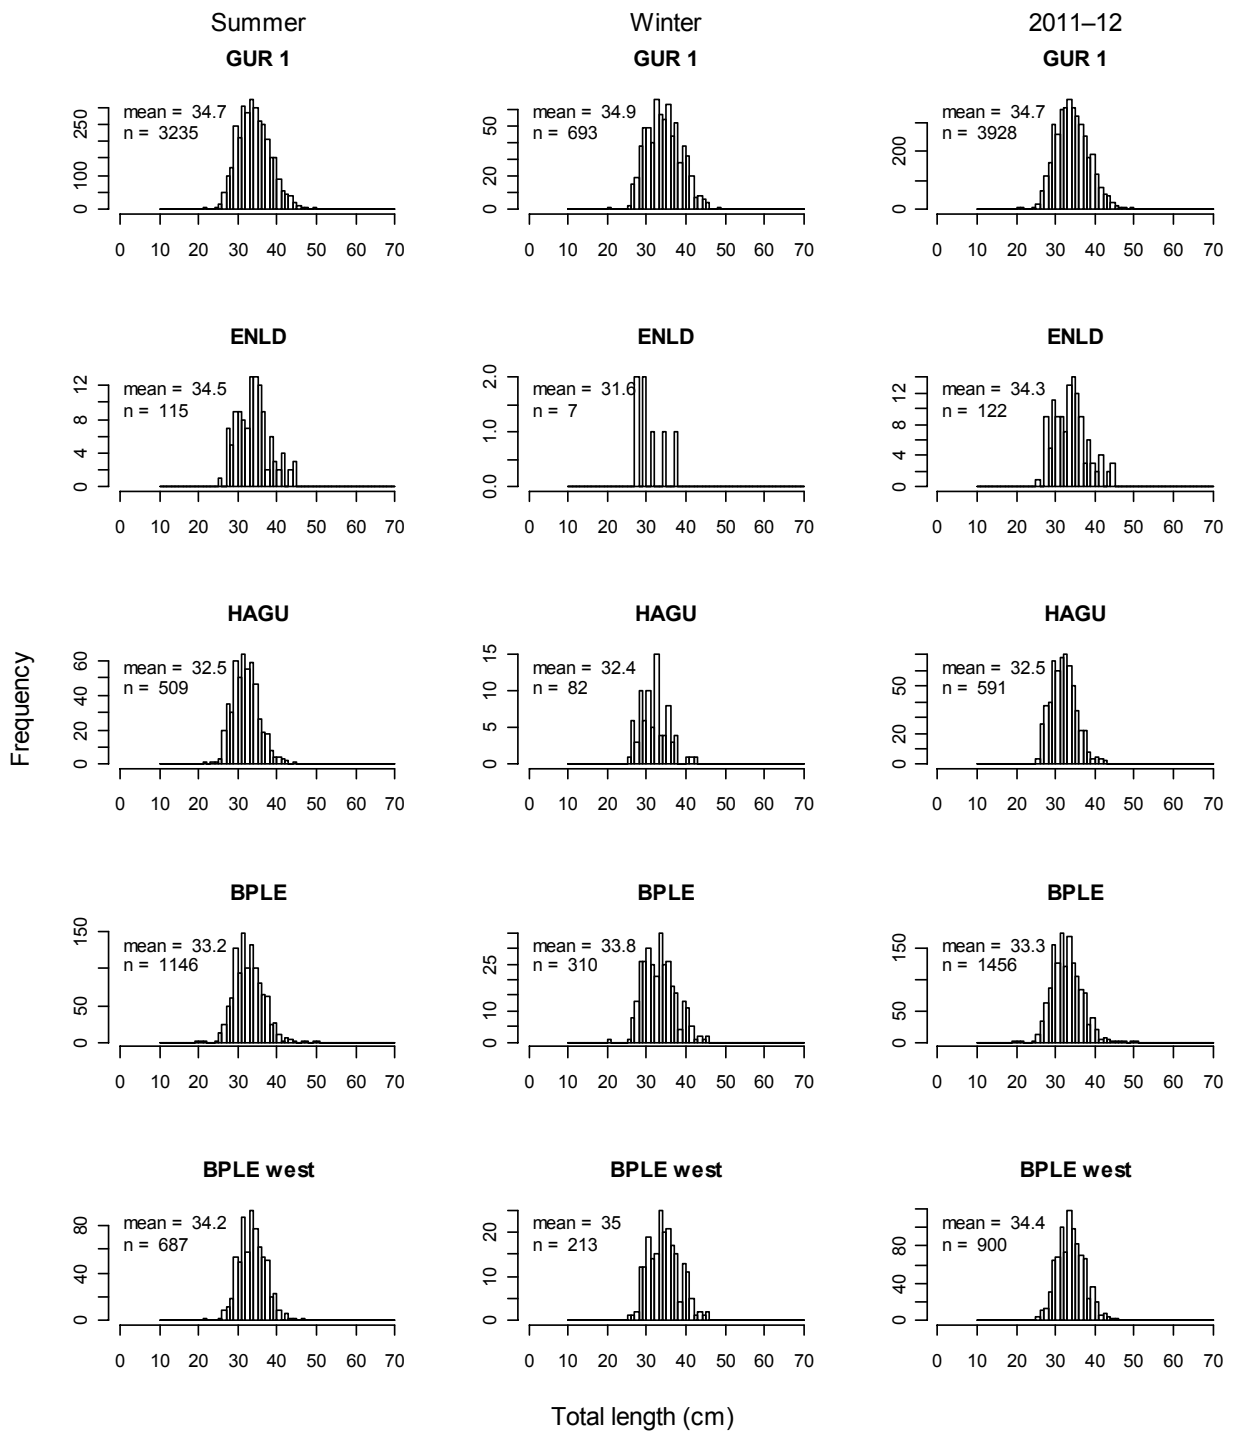 Summer Winter 2011–12
GUR 1 GUR 1 GUR 1
mean = 34.7
n = 3235
0 100 250
0 10 20 30 40 50 60 70
mean = 34.9
n = 693
0 20 50
0 10 20 30 40 50 60 70
mean = 34.7
n = 3928
0 200
0 10 20 30 40 50 60 70
ENLD ENLD ENLD
mean = 34.5
n = 115
0 4 8 12
0 10 20 30 40 50 60 70
mean = 31.6
n = 7
0.0 1.0 2.0
0 10 20 30 40 50 60 70
mean = 34.3
n = 122
0 4 8 12
0 10 20 30 40 50 60 70
HAGU HAGU HAGU
mean = 32.5
n = 509
0 20 40 60
0 10 20 30 40 50 60 70
mean = 32.4
n = 82
0 5 10 15
0 10 20 30 40 50 60 70
mean = 32.5
n = 591
0 20 50
0 10 20 30 40 50 60 70
Frequency
BPLE BPLE BPLE
mean = 33.2
n = 1146
0 50 150
0 10 20 30 40 50 60 70
mean = 33.8
n = 310
0 10 25
0 10 20 30 40 50 60 70
mean = 33.3
n = 1456
0 50 150
0 10 20 30 40 50 60 70
BPLE west BPLE west BPLE west
mean = 34.2
n = 687
0 40 80
0 10 20 30 40 50 60 70
mean = 35
n = 213
0 10 20
0 10 20 30 40 50 60 70
mean = 34.4
n = 900
0 40 80
0 10 20 30 40 50 60 70
Total length (cm)